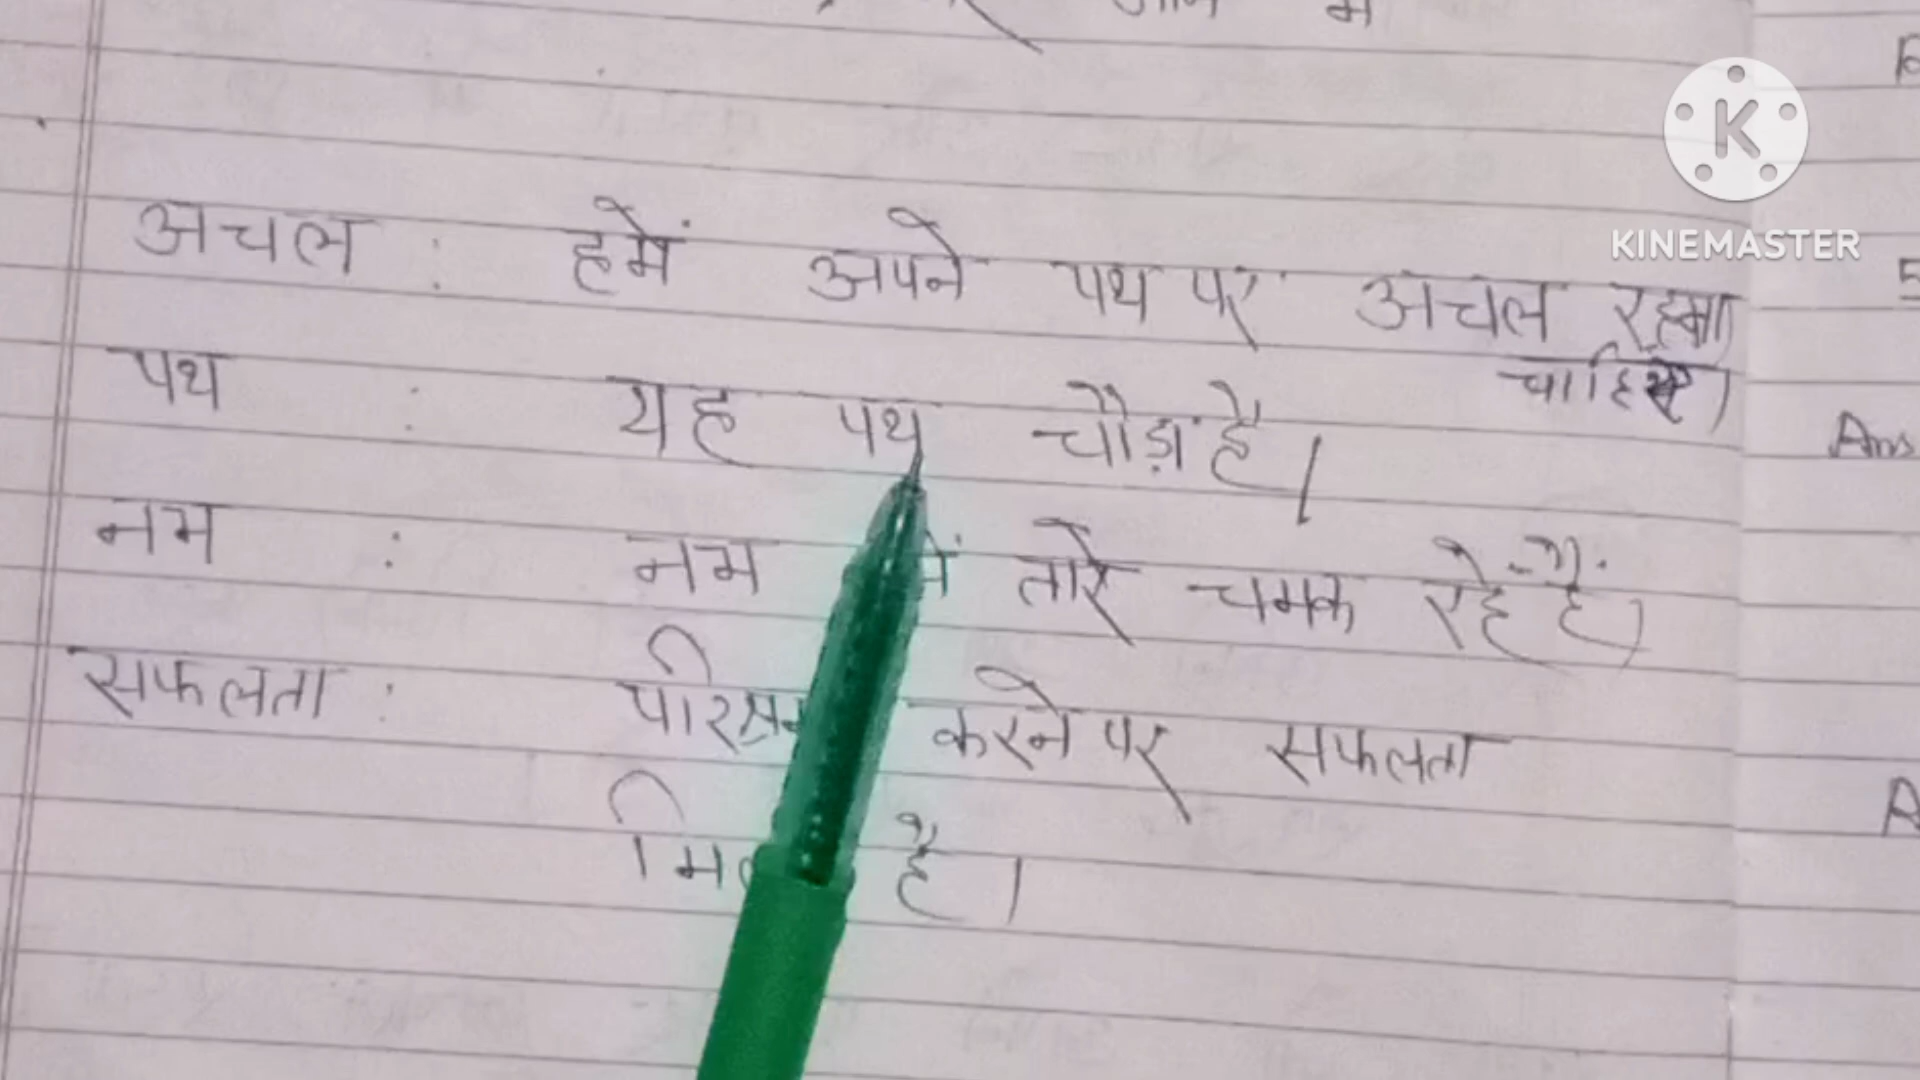 में
अचल : हमें अपने पथ पर अचल रहना
चाहिए।
पथ : यह पथ चौड़ा है।
नभ : नभ में तारे चमक रहे हैं।
सफलता : परिश्रम करने पर सफलता
है।
Ans
KINEMASTER